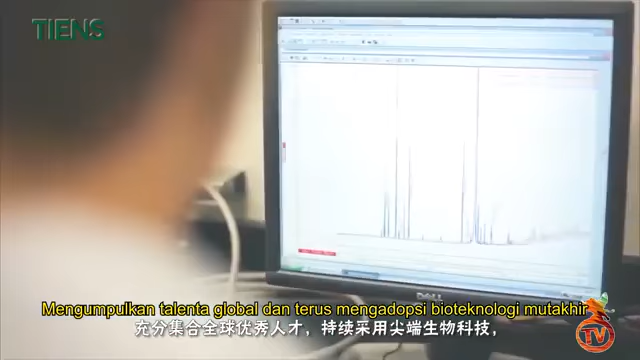 TIENS
DELL
Mengumpulkan talenta global dan terus mengadopsi bioteknologi mutakhir
充分集合全球优秀人才，持续采用尖端生物科技，
TV